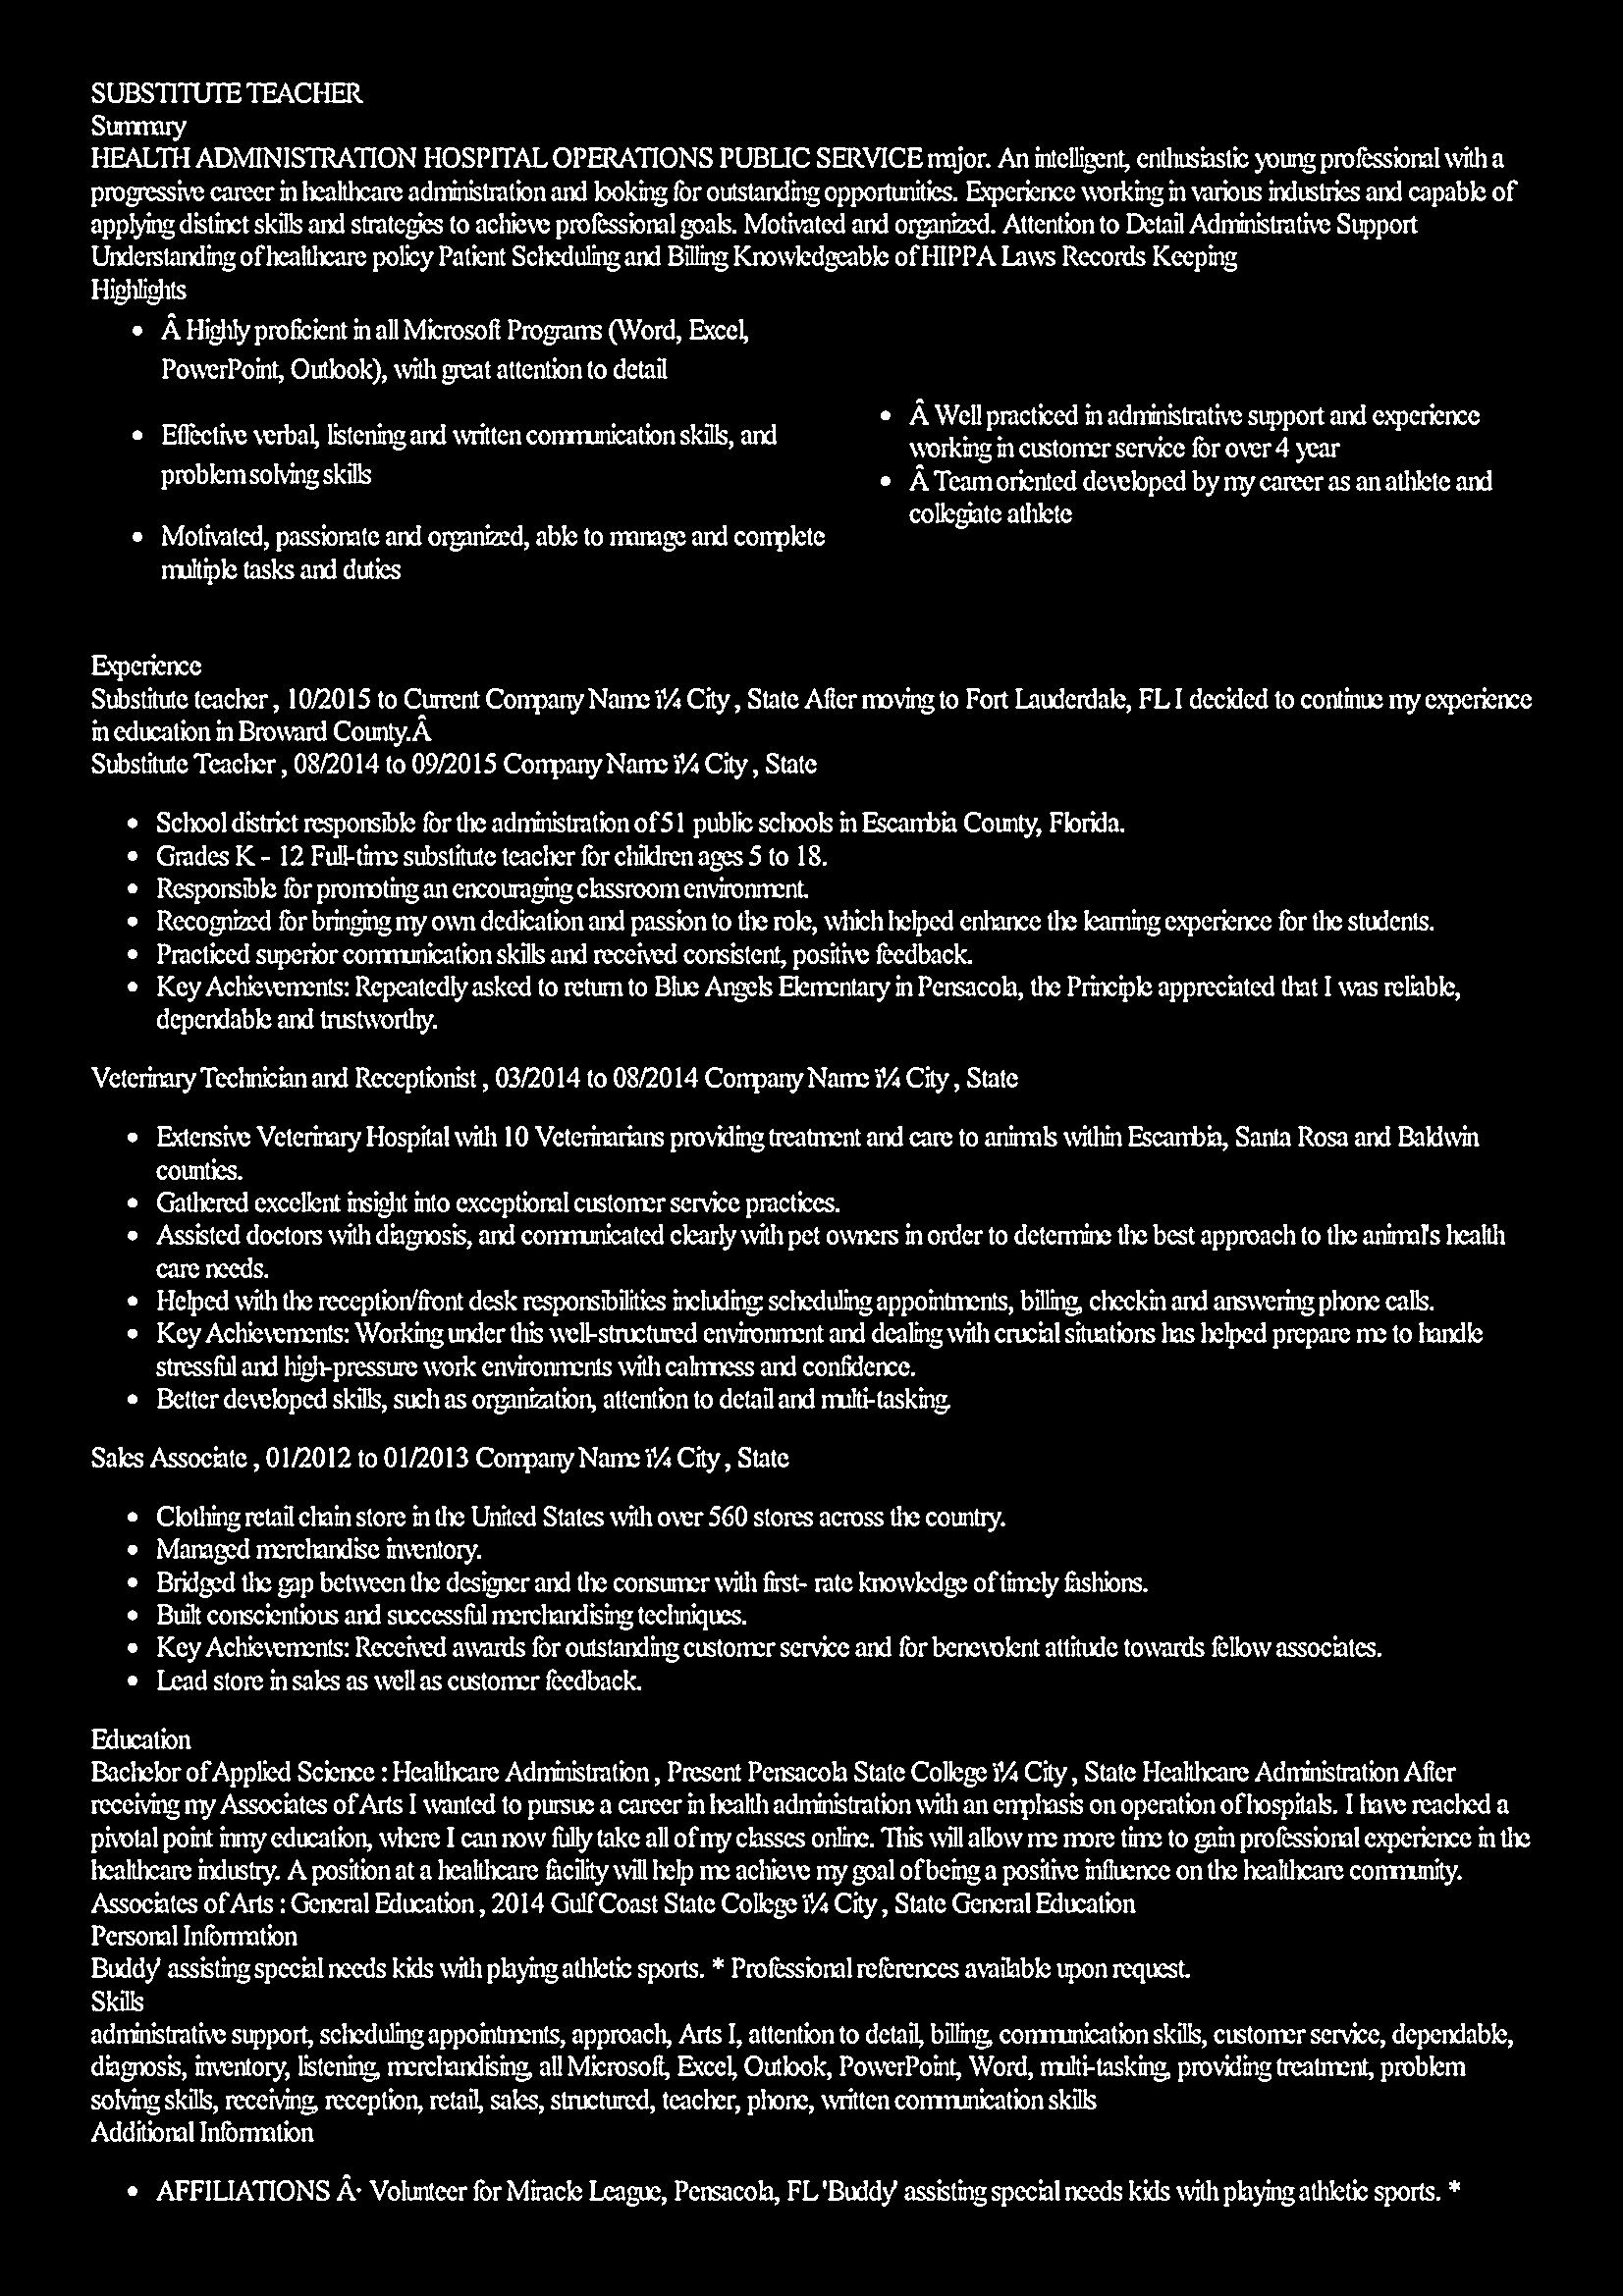 SUBSTITUTE TEACHER
Summary
HEALTH ADMINISTRATION HOSPITAL OPERATIONS PUBLIC SERVICE major. An intelligent, enthusiastic young professional with a
progressive career in healthcare administration and looking for outstanding opportunities. Experience working in various industries and capable of
applying distinct skills and strategies to achieve professional goals. Motivated and organized. Attention to Detail Administrative Support
Understanding of healthcare policy Patient Scheduling and Billing Knowledgeable of HIPPA Laws Records Keeping
Highlights
• Â Highly proficient in all Microsoft Programs (Word, Excel,
PowerPoint, Outlook), with great attention to detail
• Effective verbal, listening and written communication skills, and
problem solving skills
• Motivated, passionate and organized, able to manage and complete
multiple tasks and duties
• Â Well practiced in administrative support and experience
working in customer service for over 4 year
• Â Team oriented developed by my career as an athlete and
collegiate athlete
Experience
Substitute teacher , 10/2015 to Current Company Name ï¼ City , State After moving to Fort Lauderdale, FL I decided to continue my experience
in education in Broward County.Â
Substitute Teacher , 08/2014 to 09/2015 Company Name ï¼ City , State
• School district responsible for the administration of 51 public schools in Escambia County, Florida.
• Grades K - 12 Full-time substitute teacher for children ages 5 to 18.
• Responsible for promoting an encouraging classroom environment.
• Recognized for bringing my own dedication and passion to the role, which helped enhance the learning experience for the students.
• Practiced superior communication skills and received consistent, positive feedback.
• Key Achievements: Repeatedly asked to return to Blue Angels Elementary in Pensacola, the Principle appreciated that I was reliable,
dependable and trustworthy.
Veterinary Technician and Receptionist , 03/2014 to 08/2014 Company Name ï¼ City , State
• Extensive Veterinary Hospital with 10 Veterinarians providing treatment and care to animals within Escambia, Santa Rosa and Baldwin
counties.
• Gathered excellent insight into exceptional customer service practices.
• Assisted doctors with diagnosis, and communicated clearly with pet owners in order to determine the best approach to the animal's health
care needs.
• Helped with the reception/front desk responsibilities including: scheduling appointments, billing, checkin and answering phone calls.
• Key Achievements: Working under this well-structured environment and dealing with crucial situations has helped prepare me to handle
stressful and high-pressure work environments with calmness and confidence.
• Better developed skills, such as organization, attention to detail and multi-tasking.
Sales Associate , 01/2012 to 01/2013 Company Name ï¼ City , State
• Clothing retail chain store in the United States with over 560 stores across the country.
• Managed merchandise inventory.
• Bridged the gap between the designer and the consumer with first- rate knowledge of timely fashions.
• Built conscientious and successful merchandising techniques.
• Key Achievements: Received awards for outstanding customer service and for benevolent attitude towards fellow associates.
• Lead store in sales as well as customer feedback.
Education
Bachelor of Applied Science : Healthcare Administration , Present Pensacola State College ï¼ City , State Healthcare Administration After
receiving my Associates of Arts I wanted to pursue a career in health administration with an emphasis on operation of hospitals. I have reached a
pivotal point inmy education, where I can now fully take all of my classes online. This will allow me more time to gain professional experience in the
healthcare industry. A position at a healthcare facility will help me achieve my goal of being a positive influence on the healthcare community.
Associates of Arts : General Education , 2014 Gulf Coast State College ï¼ City , State General Education
Personal Information
Buddy' assisting special needs kids with playing athletic sports. * Professional references available upon request.
Skills
administrative support, scheduling appointments, approach, Arts I, attention to detail, billing, communication skills, customer service, dependable,
diagnosis, inventory, listening, merchandising, all Microsoft, Excel, Outlook, PowerPoint, Word, multi-tasking, providing treatment, problem
solving skills, receiving, reception, retail, sales, structured, teacher, phone, written communication skills
Additional Information
• AFFILIATIONS Â· Volunteer for Miracle League, Pensacola, FL 'Buddy' assisting special needs kids with playing athletic sports. *